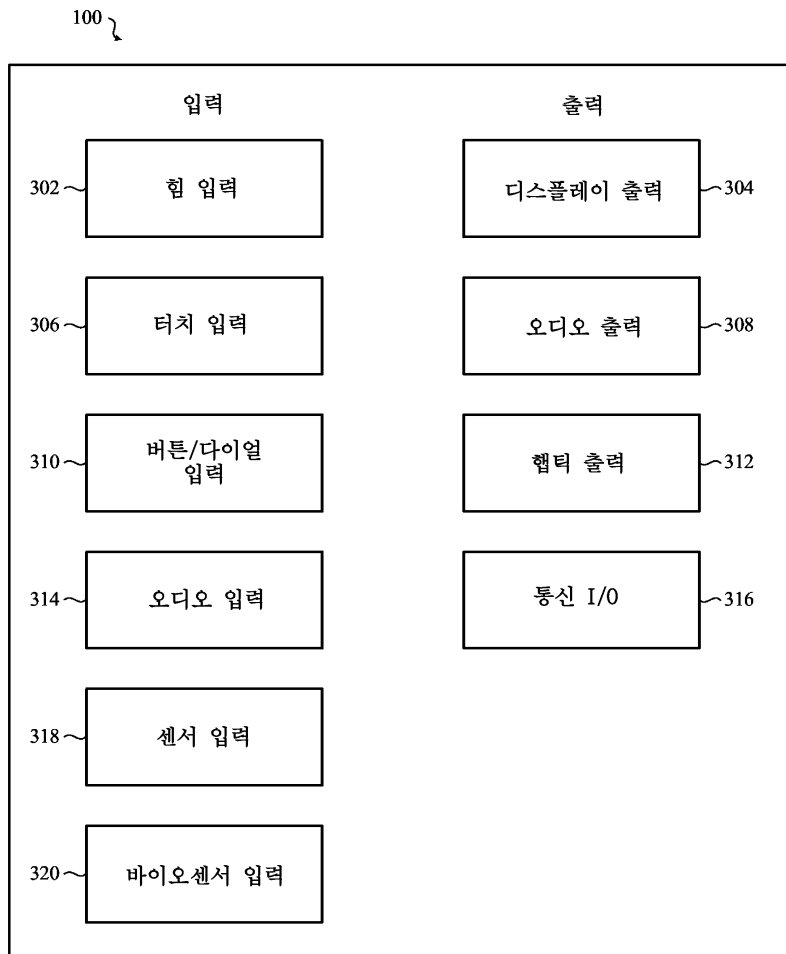 100
입력 출력
302 힘 입력 디스플레이 출력 304
306 터치 입력 오디오 출력 308
310 버튼/다이얼
입력 햅틱 출력 312
314 오디오 입력 통신 I/O 316
318 센서 입력
320 바이오센서 입력